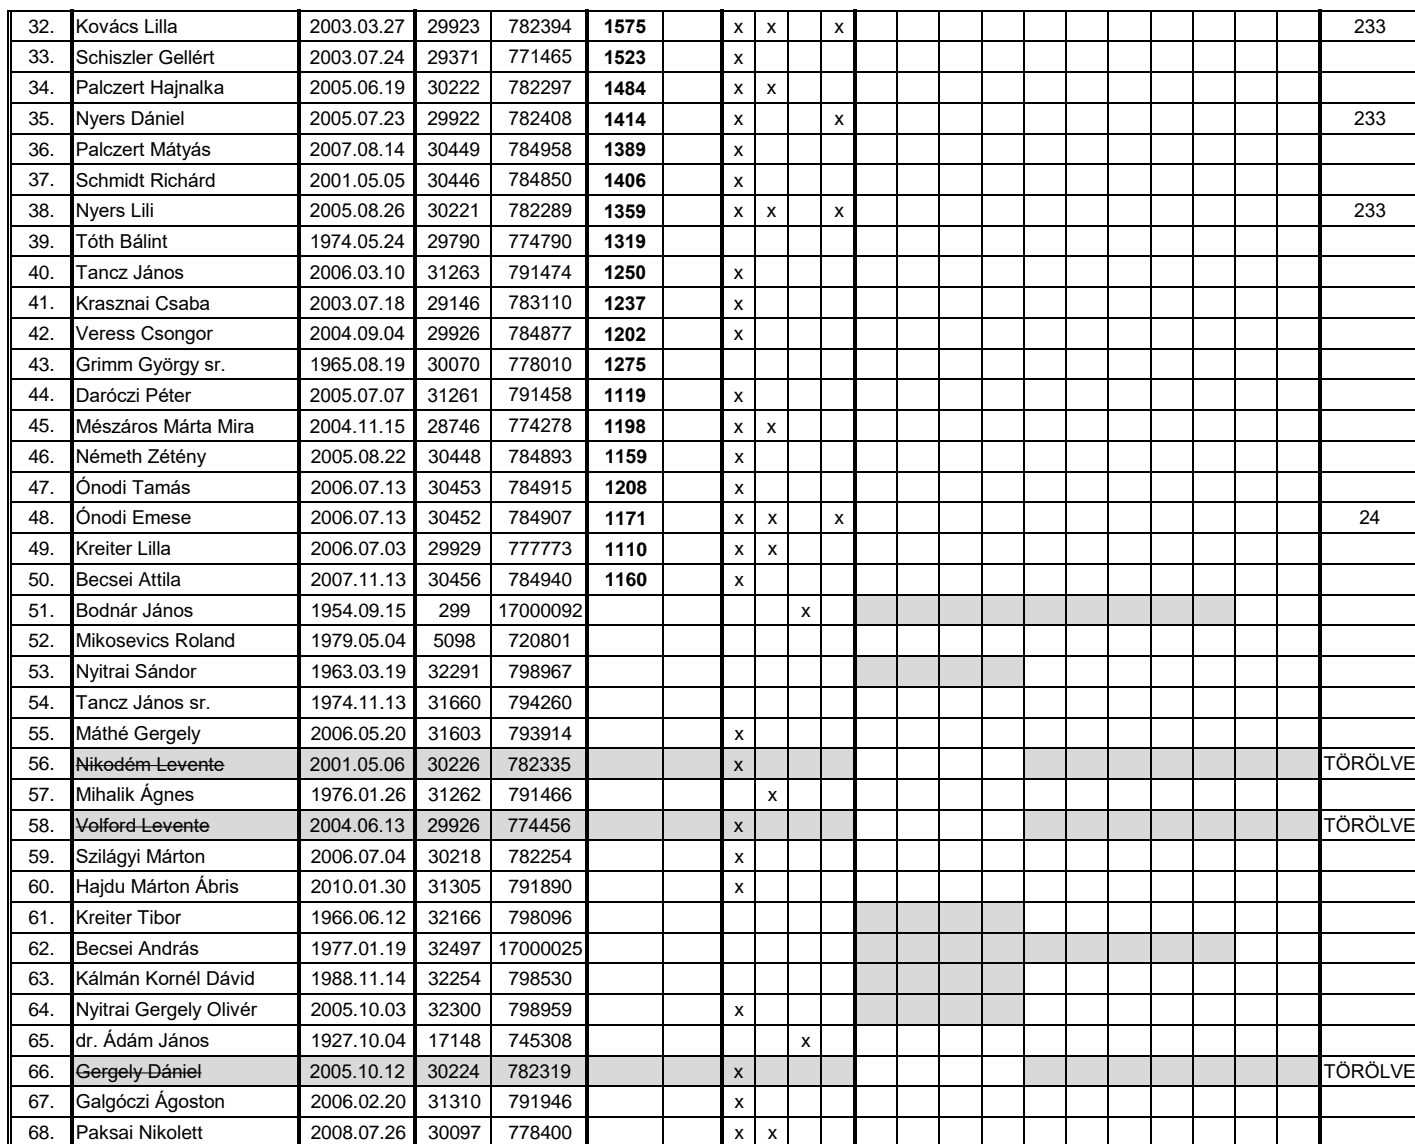 32. Kovács Lilla 2003.03.27 29923 782394 1575 x x x 233
33. Schiszler Gellért 2003.07.24 29371 771465 1523 x
34. Palczert Hajnalka 2005.06.19 30222 782297 1484 x x
35. Nyers Dániel 2005.07.23 29922 782408 1414 x x 233
36. Palczert Mátyás 2007.08.14 30449 784958 1389 x
37. Schmidt Richárd 2001.05.05 30446 784850 1406 x
38. Nyers Lili 2005.08.26 30221 782289 1359 x x x 233
39. Tóth Bálint 1974.05.24 29790 774790 1319
40. Tancz János 2006.03.10 31263 791474 1250 x
41. Krasznai Csaba 2003.07.18 29146 783110 1237 x
42. Veress Csongor 2004.09.04 29926 784877 1202 x
43. Grimm György sr. 1965.08.19 30070 778010 1275
44. Daróczi Péter 2005.07.07 31261 791458 1119 x
45. Mészáros Márta Mira 2004.11.15 28746 774278 1198 x x
46. Németh Zétény 2005.08.22 30448 784893 1159 x
47. Ónodi Tamás 2006.07.13 30453 784915 1208 x
48. Ónodi Emese 2006.07.13 30452 784907 1171 x x x 24
49. Kreiter Lilla 2006.07.03 29929 777773 1110 x x
50. Becsei Attila 2007.11.13 30456 784940 1160 x
51. Bodnár János 1954.09.15 299 17000092 x
52. Mikosevics Roland 1979.05.04 5098 720801
53. Nyitrai Sándor 1963.03.19 32291 798967
54. Tancz János sr. 1974.11.13 31660 794260
55. Máthé Gergely 2006.05.20 31603 793914 x
56. Nikodém Levente 2001.05.06 30226 782335 x TÖRÖLVE
57. Mihalik Ágnes 1976.01.26 31262 791466 x
58. Volford Levente 2004.06.13 29926 774456 x TÖRÖLVE
59. Szilágyi Márton 2006.07.04 30218 782254 x
60. Hajdu Márton Ábris 2010.01.30 31305 791890 x
61. Kreiter Tibor 1966.06.12 32166 798096
62. Becsei András 1977.01.19 32497 17000025
63. Kálmán Kornél Dávid 1988.11.14 32254 798530
64. Nyitrai Gergely Olivér 2005.10.03 32300 798959 x
65. dr. Ádám János 1927.10.04 17148 745308 x
66. Gergely Dániel 2005.10.12 30224 782319 x TÖRÖLVE
67. Galgóczi Ágoston 2006.02.20 31310 791946 x
68. Paksai Nikolett 2008.07.26 30097 778400 x x